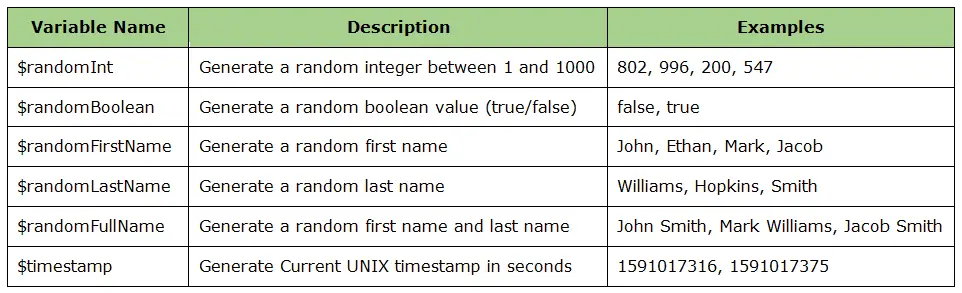 Variable Name Description Examples
$randomInt Generate a random integer between 1 and 1000 802, 996, 200, 547
$randomBoolean Generate a random boolean value (true/false) false, true
$randomFirstName Generate a random first name John, Ethan, Mark, Jacob
$randomLastName Generate a random last name Williams, Hopkins, Smith
$randomFullName Generate a random first name and last name John Smith, Mark Williams, Jacob Smith
$timestamp Generate Current UNIX timestamp in seconds 1591017316, 1591017375